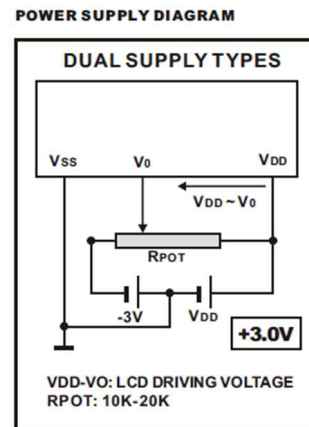 POWER SUPPLY DIAGRAM
DUAL SUPPLY TYPES
VSS V0 VDD
VDD ~ V0
RPOT
-3V VDD
+3.0V
VDD-VO: LCD DRIVING VOLTAGE
RPOT: 10K-20K